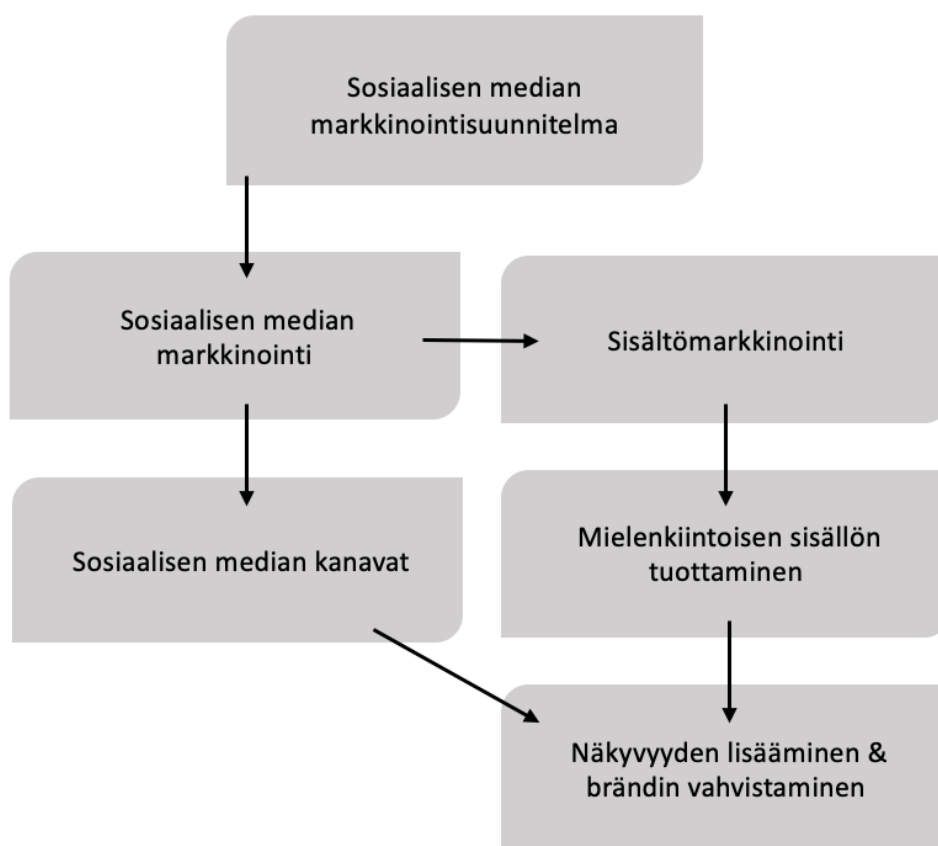 Sosiaalisen median
markkinointisuunnitelma
Sosiaalisen median
markkinointi
Sisältömarkkinointi
Sosiaalisen median kanavat
Mielenkiintoisen sisällön
tuottaminen
Näkyvyyden lisääminen &
brändin vahvistaminen